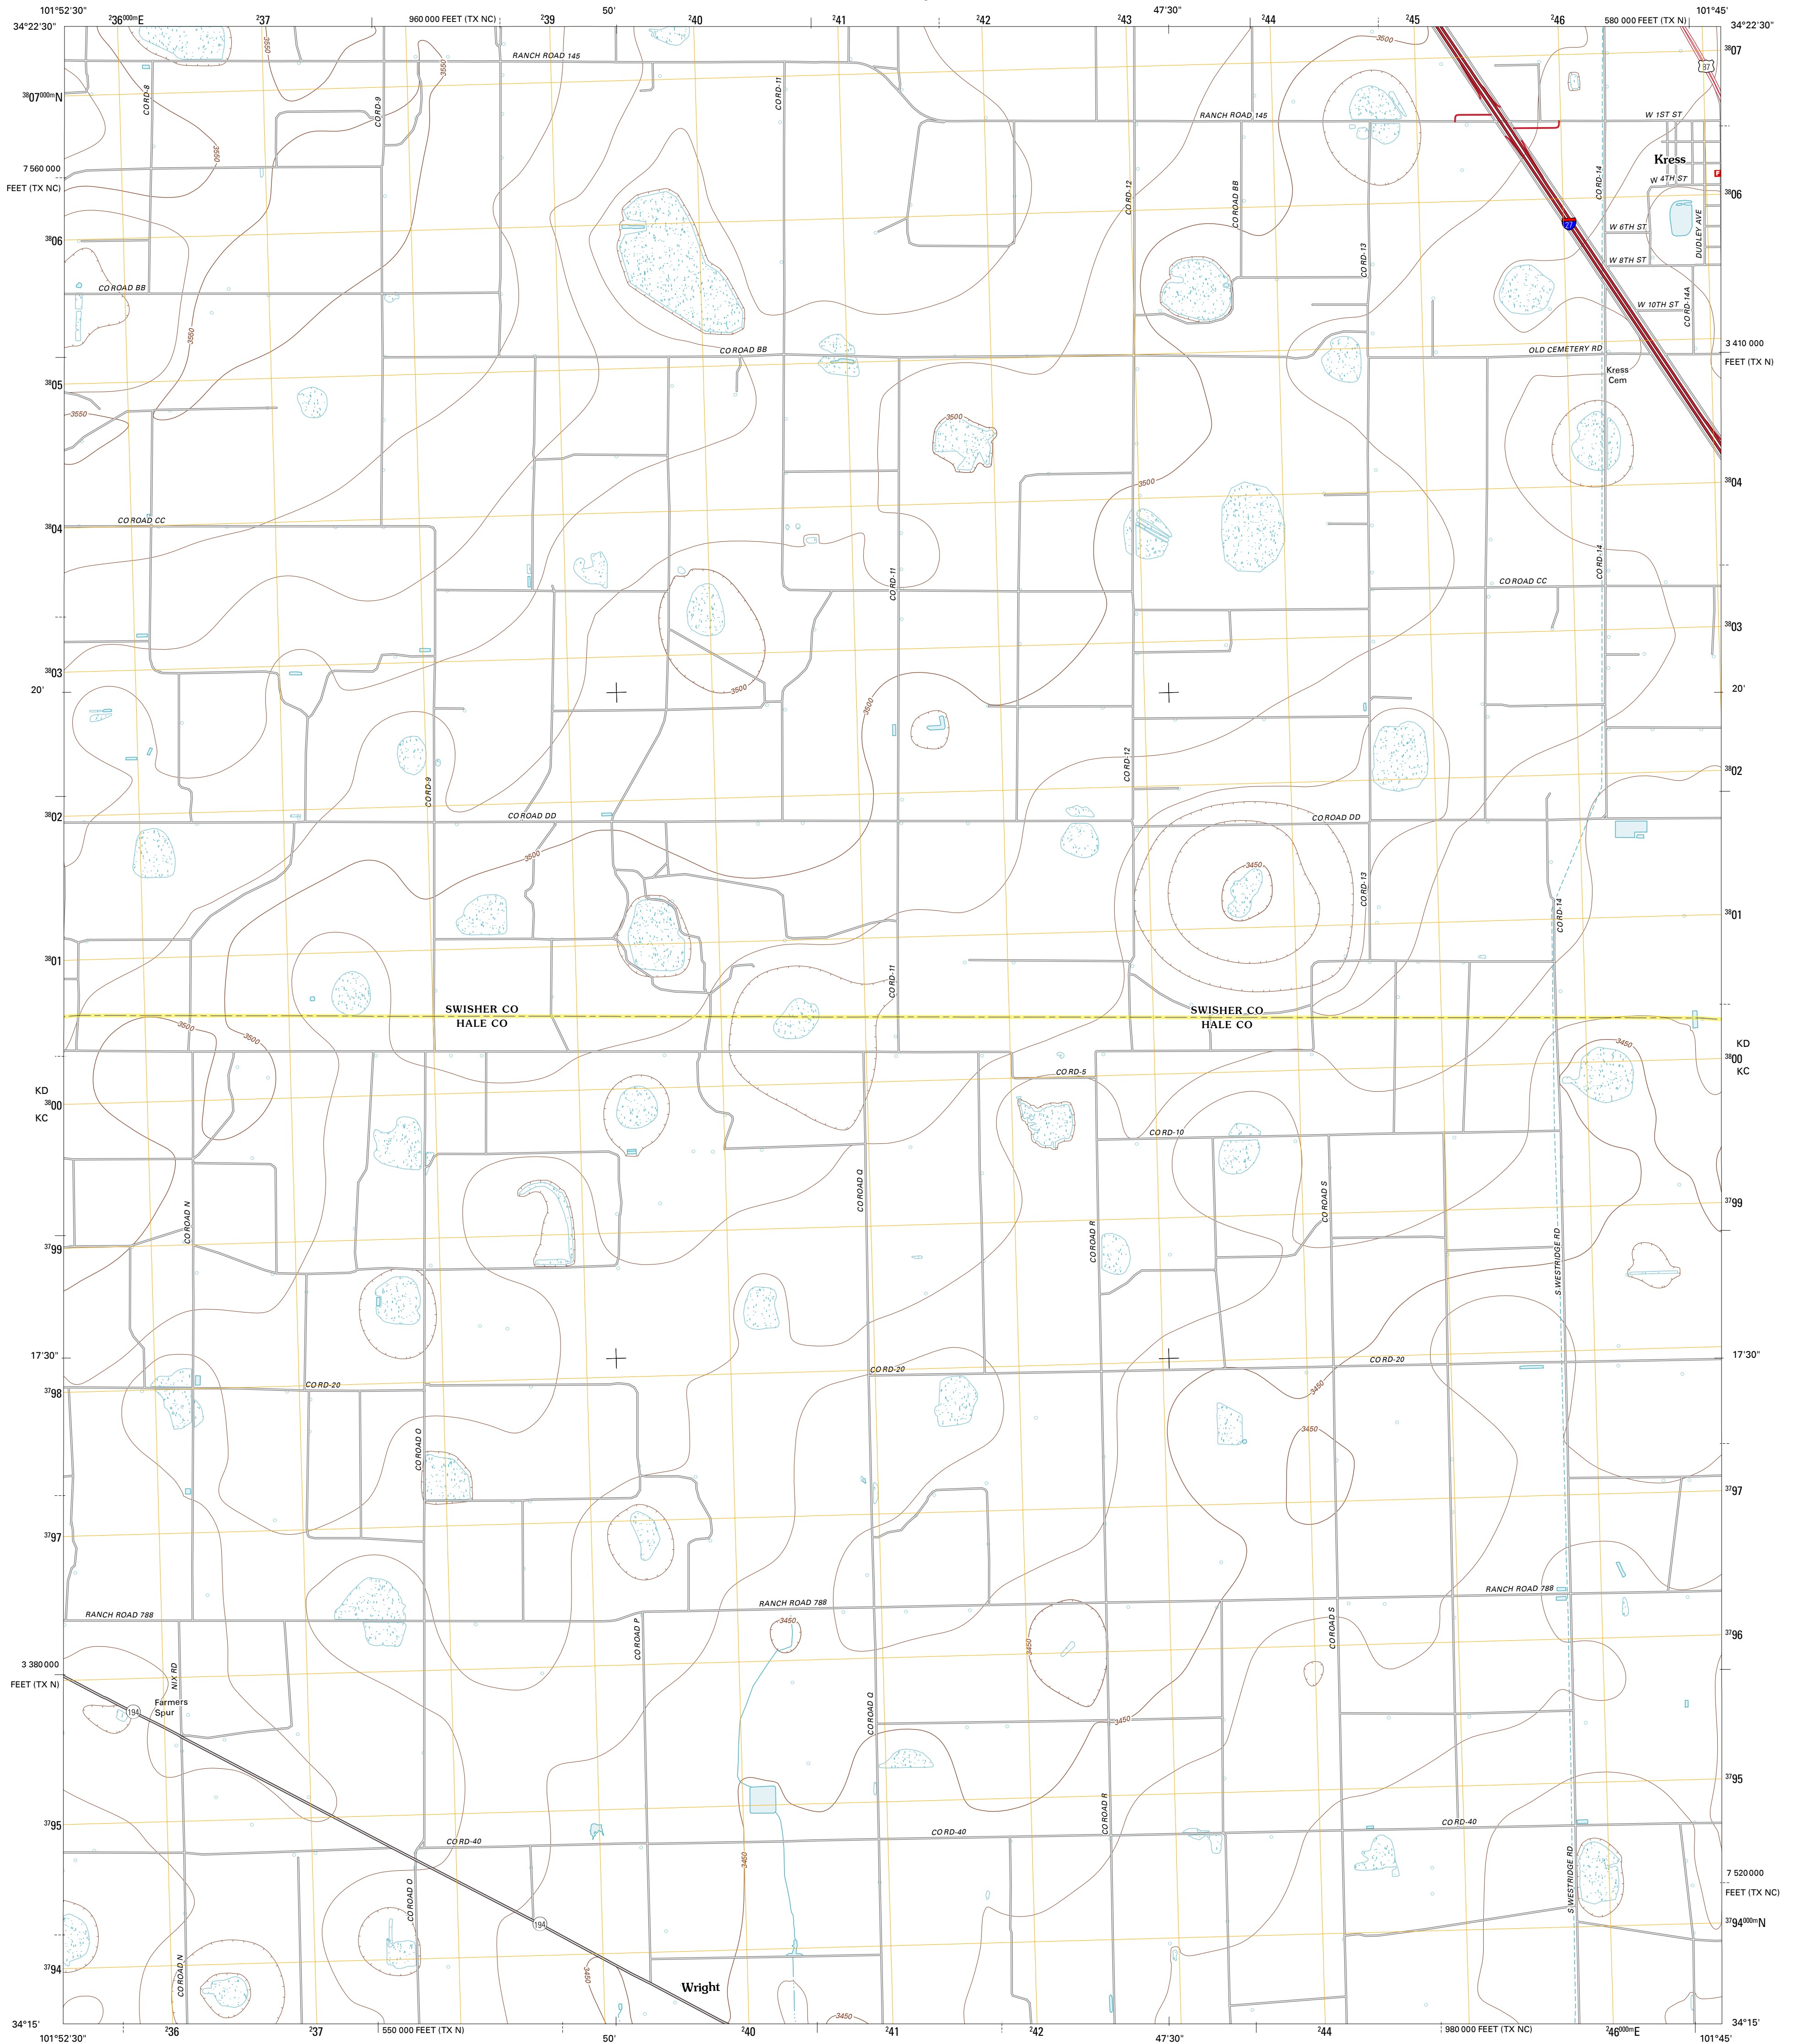 101°52'30"
²36⁰⁰⁰ᵐE
²37
960 000 FEET (TX NC)
²39
50'
²40
²41
²42
²43
47'30"
²44
²45
²46
580 000 FEET (TX N)
101°45'
34°22'30"
34°22'30"
3550
3550
3500
³⁸07
87
RANCH ROAD 145
³⁸07⁰⁰⁰ᵐN
CO RD-8
CO RD-9
CO RD-11
RANCH ROAD 145
W 1ST ST
3550
Kress
7 560 000
FEET (TX NC)
W 4TH ST
F
CO RD-12
CO ROAD BB
CO RD-14
³⁸06
27
W 6TH ST
DUDLEY AVE
³⁸06
CO RD-13
W 8TH ST
CO ROAD BB
W 10TH ST
CO RD-14A
3550
CO ROAD BB
OLD CEMETERY RD
3 410 000
FEET (TX N)
Kress
Cem
³⁸05
3550
3500
3500
³⁸04
CO ROAD CC
³⁸04
CO RD-11
CO RD-14
CO ROAD CC
³⁸03
³⁸03
20'
3500
20'
3500
CO RD-12
CO RD-9
³⁸02
³⁸02
CO ROAD DD
CO ROAD DD
3500
3450
CO RD-13
CO RD-14
³⁸01
³⁸01
CO RD-11
SWISHER CO
HALE CO
SWISHER CO
HALE CO
3500
3500
3450
KD
³⁸00
KC
KD
³⁸00
KC
CO RD-5
CO RD-10
CO ROAD N
CO ROAD Q
CO ROAD R
CO ROAD S
³⁷99
S WESTRIDGE RD
³⁷99
17'30"
17'30"
CO RD-20
CO RD-20
CO RD-20
³⁷98
3450
3450
CO ROAD O
³⁷97
³⁷97
RANCH ROAD 788
RANCH ROAD 788
RANCH ROAD 788
CO ROAD P
3450
3450
CO ROAD S
³⁷96
3 380 000
FEET (TX N)
NIX RD
Farmers
Spur
194
CO ROAD Q
3450
³⁷95
³⁷95
CO ROAD R
CO RD-40
CO RD-40
CO RD-40
3450
S WESTRIDGE RD
7 520 000
FEET (TX NC)
CO ROAD O
194
³⁷94⁰⁰⁰ᵐN
³⁷94
CO ROAD N
3450
Wright
3450
34°15'
34°15'
101°52'30"
²36
²37
550 000 FEET (TX N)
50'
²40
²41
²42
47'30"
²44
980 000 FEET (TX NC)
²46⁰⁰⁰ᵐE
101°45'